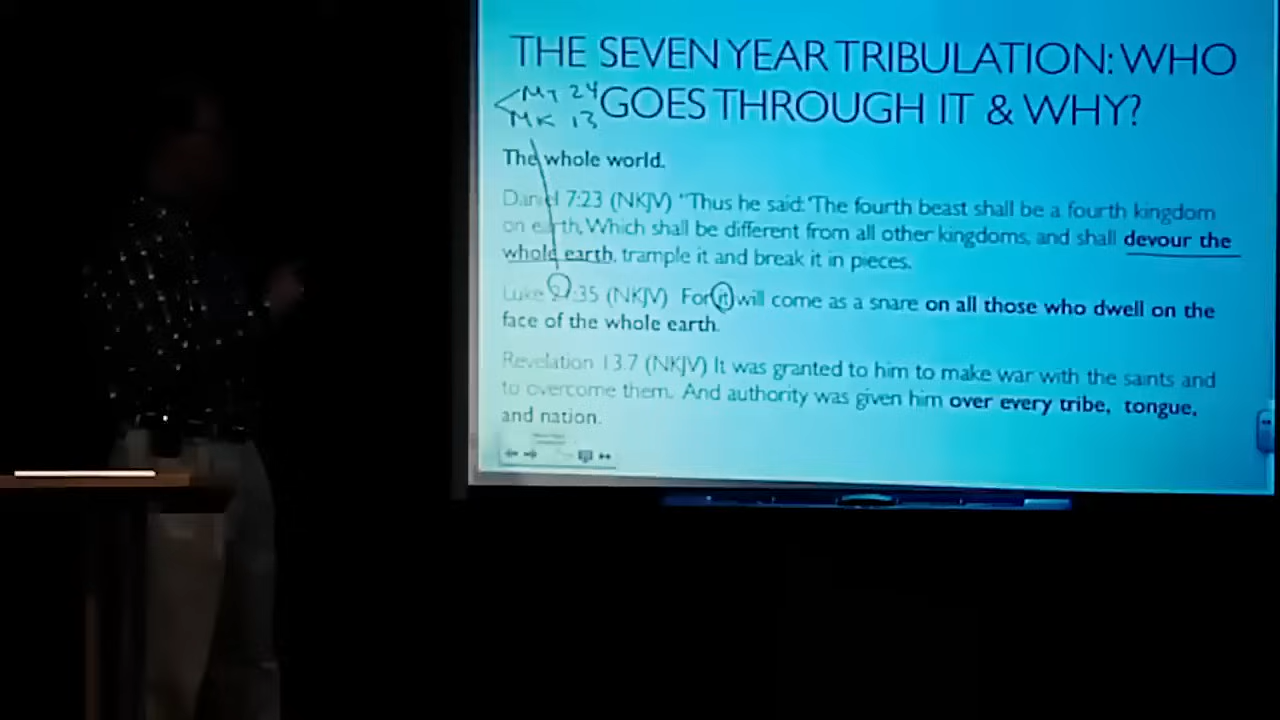 THE SEVEN YEAR TRIBULATION: WHO
MT 24 GOES THROUGH IT & WHY?
MK 13
The whole world.
Daniel 7:23 (NKJV) "Thus he said: 'The fourth beast shall be a fourth kingdom
on earth, Which shall be different from all other kingdoms, and shall devour the
whole earth, trample it and break it in pieces.
Luke 21:35 (NKJV) For it will come as a snare on all those who dwell on the
face of the whole earth.
Revelation 13.7 (NKJV) It was granted to him to make war with the saints and
to overcome them. And authority was given him over every tribe, tongue,
and nation.